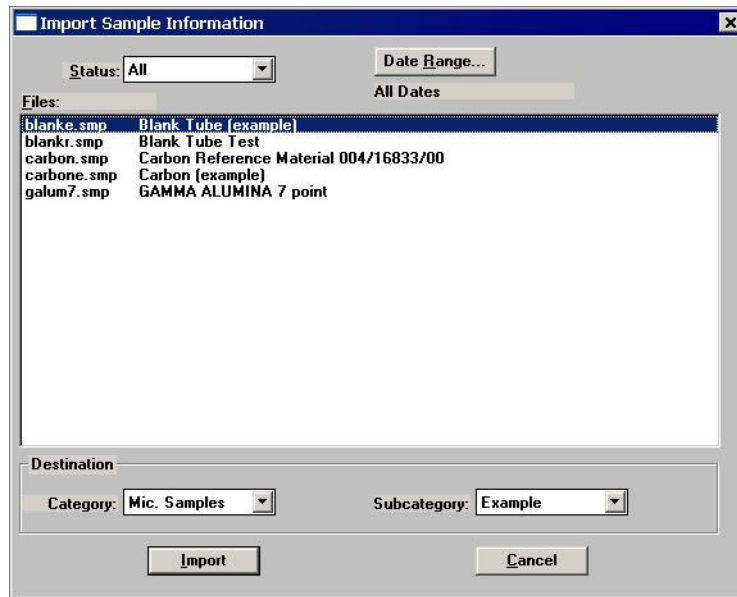 Import Sample Information
Status: All
Date Range...
All Dates
Files:
blanke.smp Blank Tube (example)
blankr.smp Blank Tube Test
carbon.smp Carbon Reference Material 004/16833/00
carbone.smp Carbon (example)
galum7.smp GAMMA ALUMINA 7 point
Destination
Category: Mic. Samples
Subcategory: Example
Import
Cancel